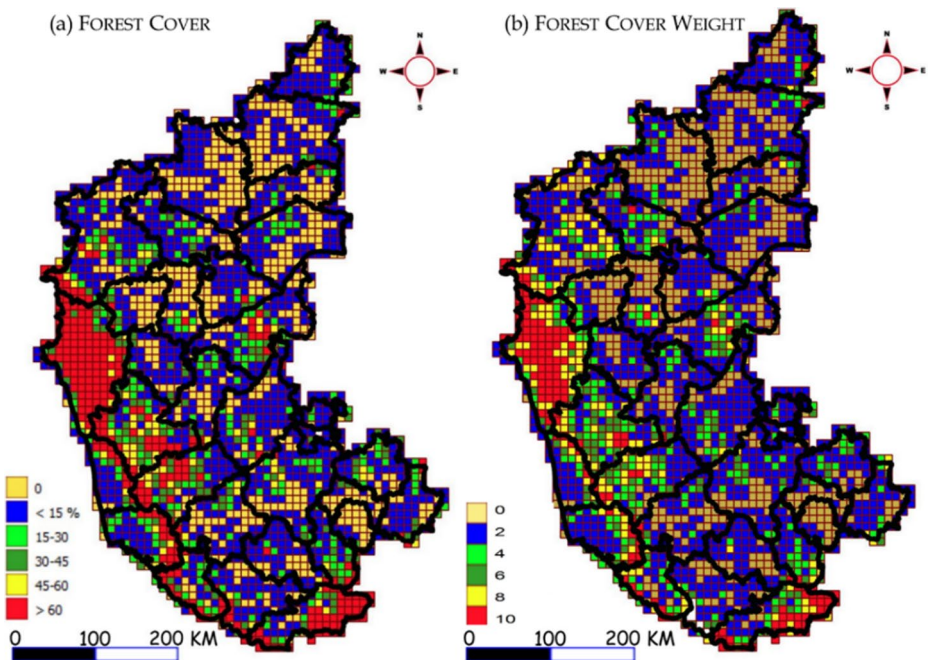 (a) FOREST COVER
(b) FOREST COVER WEIGHT
N
W E
S
N
W E
S
0
< 15 %
15-30
30-45
45-60
> 60
0
2
4
6
8
10
0 100 200 KM
0 100 200 KM